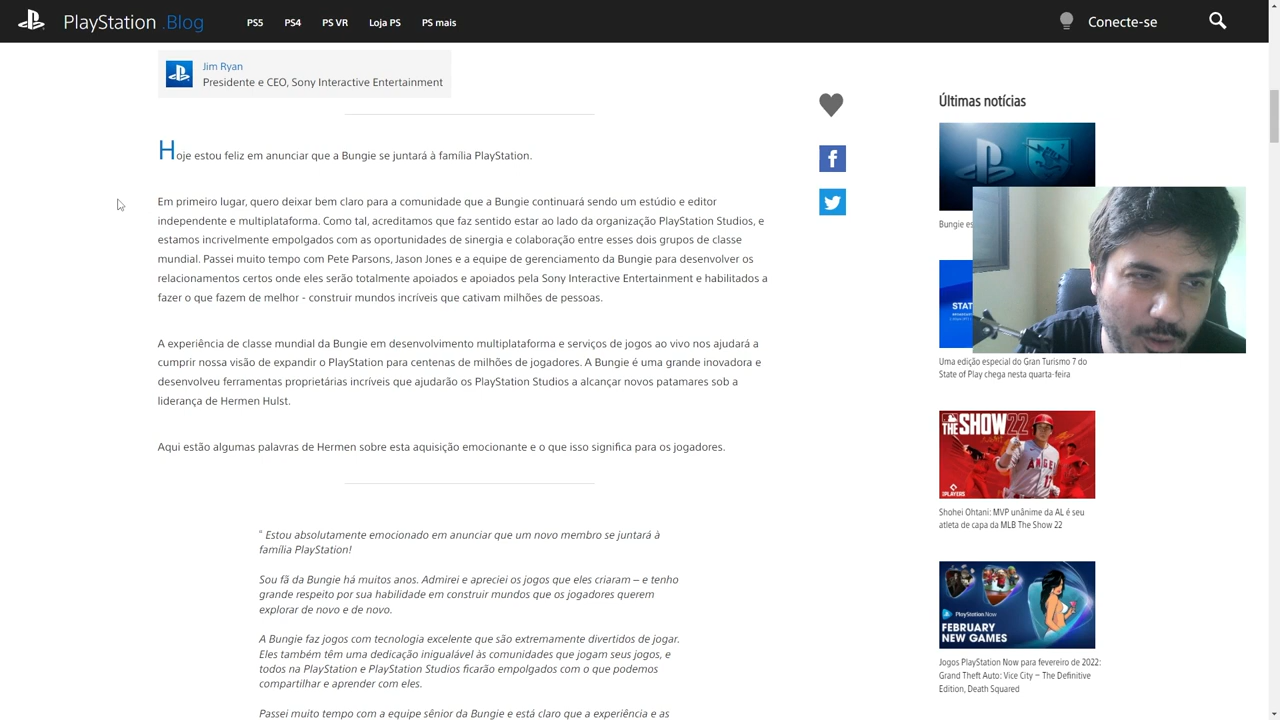 PlayStation .Blog
PS5
PS4
PS VR
Loja PS
PS mais
Conecte-se
Jim Ryan
Presidente e CEO, Sony Interactive Entertainment
Hoje estou feliz em anunciar que a Bungie se juntará à família PlayStation.
Em primeiro lugar, quero deixar bem claro para a comunidade que a Bungie continuará sendo um estúdio e editor
independente e multiplataforma. Como tal, acreditamos que faz sentido estar ao lado da organização PlayStation Studios, e
estamos incrivelmente empolgados com as oportunidades de sinergia e colaboração entre esses dois grupos de classe
mundial. Passei muito tempo com Pete Parsons, Jason Jones e a equipe de gerenciamento da Bungie para desenvolver os
relacionamentos certos onde eles serão totalmente apoiados e apoiados pela Sony Interactive Entertainment e habilitados a
fazer o que fazem de melhor - construir mundos incríveis que cativam milhões de pessoas.
A experiência de classe mundial da Bungie em desenvolvimento multiplataforma e serviços de jogos ao vivo nos ajudará a
cumprir nossa visão de expandir o PlayStation para centenas de milhões de jogadores. A Bungie é uma grande inovadora e
desenvolveu ferramentas proprietárias incríveis que ajudarão os PlayStation Studios a alcançar novos patamares sob a
liderança de Hermen Hulst.
Aqui estão algumas palavras de Hermen sobre esta aquisição emocionante e o que isso significa para os jogadores.
" Estou absolutamente emocionado em anunciar que um novo membro se juntará à
família PlayStation!
Sou fã da Bungie há muitos anos. Admirei e apreciei os jogos que eles criaram – e tenho
grande respeito por sua habilidade em construir mundos que os jogadores querem
explorar de novo e de novo.
A Bungie faz jogos com tecnologia excelente que são extremamente divertidos de jogar.
Eles também têm uma dedicação inigualável às comunidades que jogam seus jogos, e
todos na PlayStation e PlayStation Studios ficarão empolgados com o que podemos
compartilhar e aprender com eles.
Passei muito tempo com a equipe sênior da Bungie e está claro que a experiência e as
Últimas notícias
Bungie
STAT
Uma edição especial do Gran Turismo 7 do
State of Play chega nesta quarta-feira
THE SHOW 22
ANGE
17
Shohei Ohtani: MVP unânime da AL é seu
atleta de capa da MLB The Show 22
PlayStation Now
FEBRUARY
NEW GAMES
Jogos PlayStation Now para fevereiro de 2022:
Grand Theft Auto: Vice City – The Definitive
Edition, Death Squared